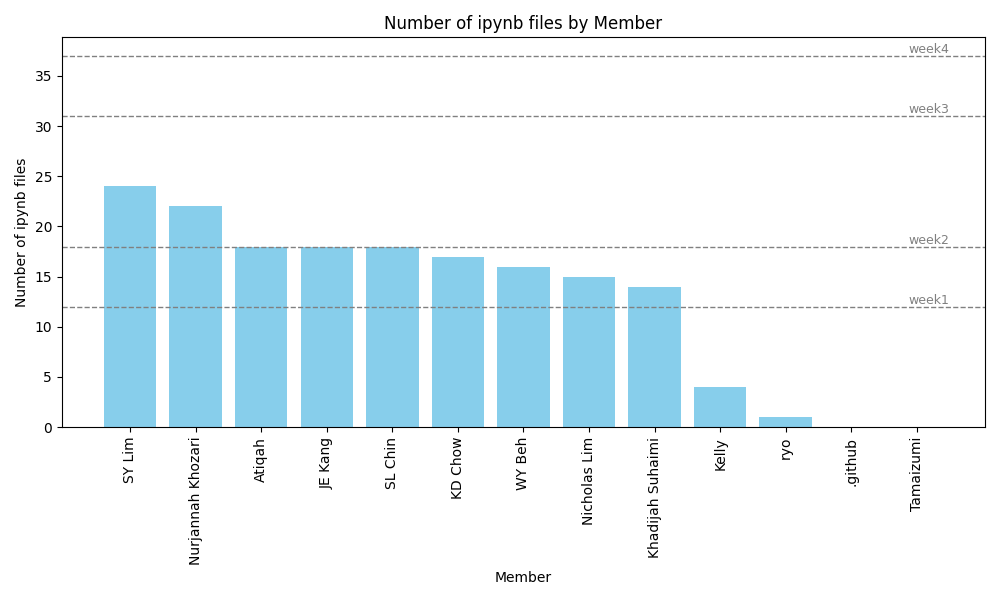 Number of ipynb files by Member
Number of ipynb files
35
30
25
20
15
10
5
0
week4
week3
week2
week1
SY Lim
Nurjannah Khozari
Atiqah
JE Kang
SL Chin
KD Chow
WY Beh
Nicholas Lim
Khadijah Suhaimi
Kelly
ryo
.github
Tamaizumi
Member